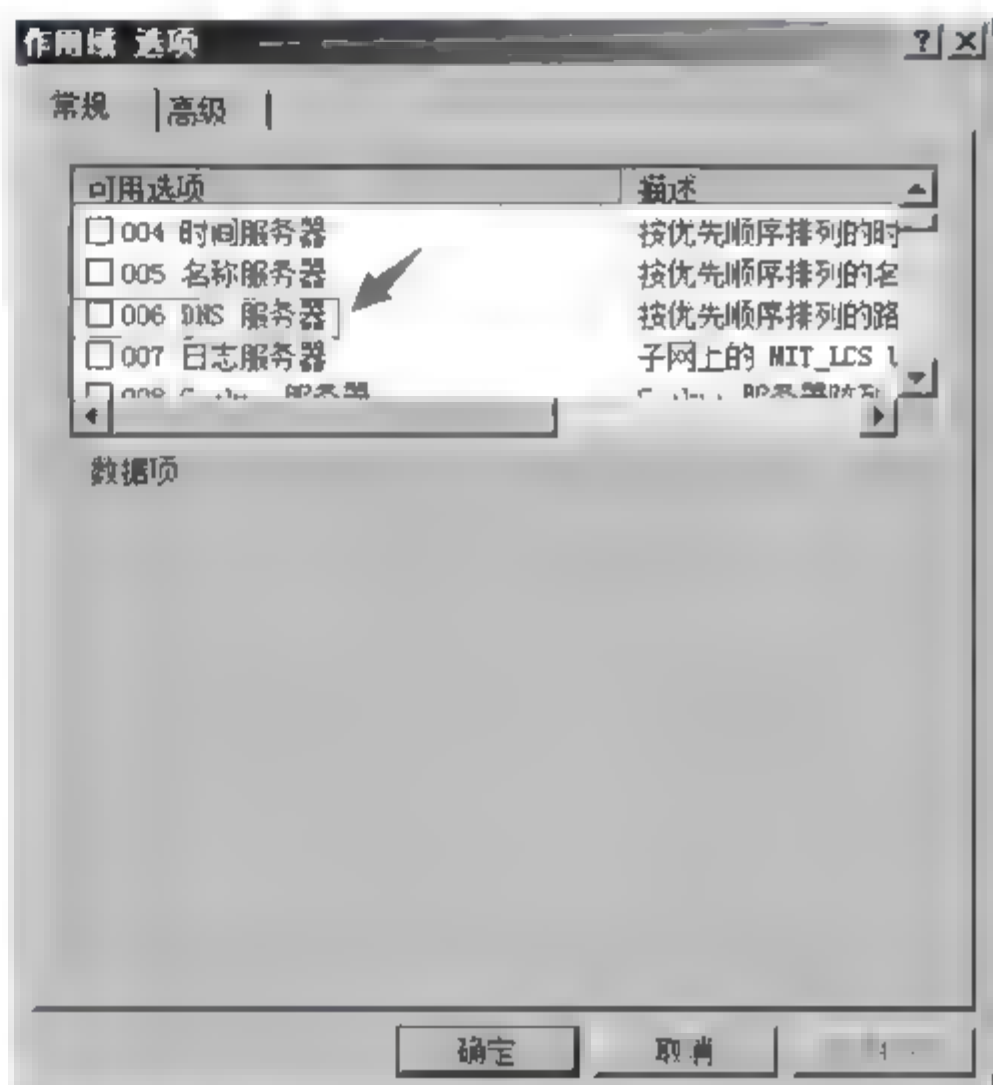 作用域 选项
常规 高级
可用选项 描述
004 时间服务器 按优先顺序排列的时
005 名称服务器 按优先顺序排列的名
006 DNS 服务器 按优先顺序排列的路
007 日志服务器 子网上的 MIT_LCS U
数据项
确定 取消